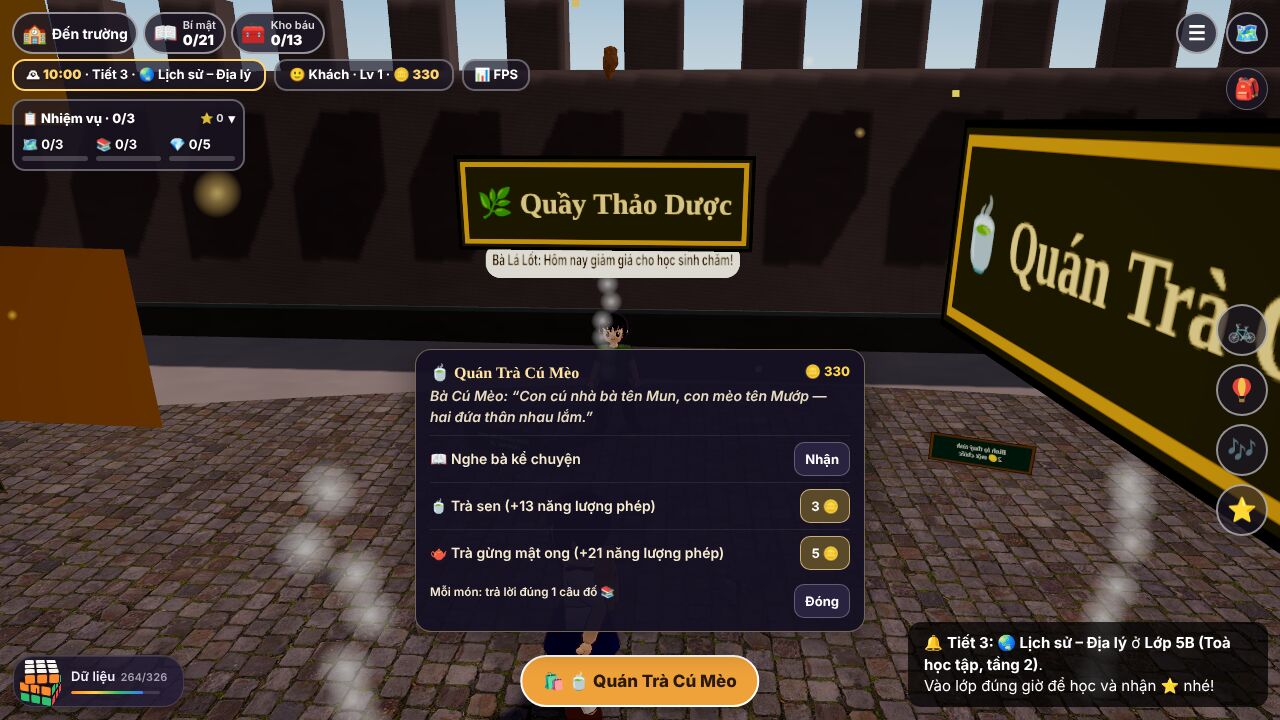 Đến trường
Bí mật
0/21
Kho báu
0/13
10:00 · Tiết 3 · Lịch sử – Địa lý
Khách · Lv 1 · 330
FPS
Nhiệm vụ · 0/3
0
0/3
0/3
0/5
Quầy Thảo Dược
Bà Lá Lốt: Hôm nay giảm giá cho học sinh chăm!
Quán Trà
Quán Trà Cú Mèo
330
Bà Cú Mèo: “Con cú nhà bà tên Mun, con mèo tên Mướp —
hai đứa thân nhau lắm.”
Nghe bà kể chuyện
Nhận
Trà sen (+13 năng lượng phép)
3
Trà gừng mật ong (+21 năng lượng phép)
5
Mỗi món: trả lời đúng 1 câu đố
Đóng
Tiết 3: Lịch sử – Địa lý ở Lớp 5B (Toà
học tập, tầng 2).
Vào lớp đúng giờ để học và nhận nhé!
Dữ liệu 264/326
Quán Trà Cú Mèo